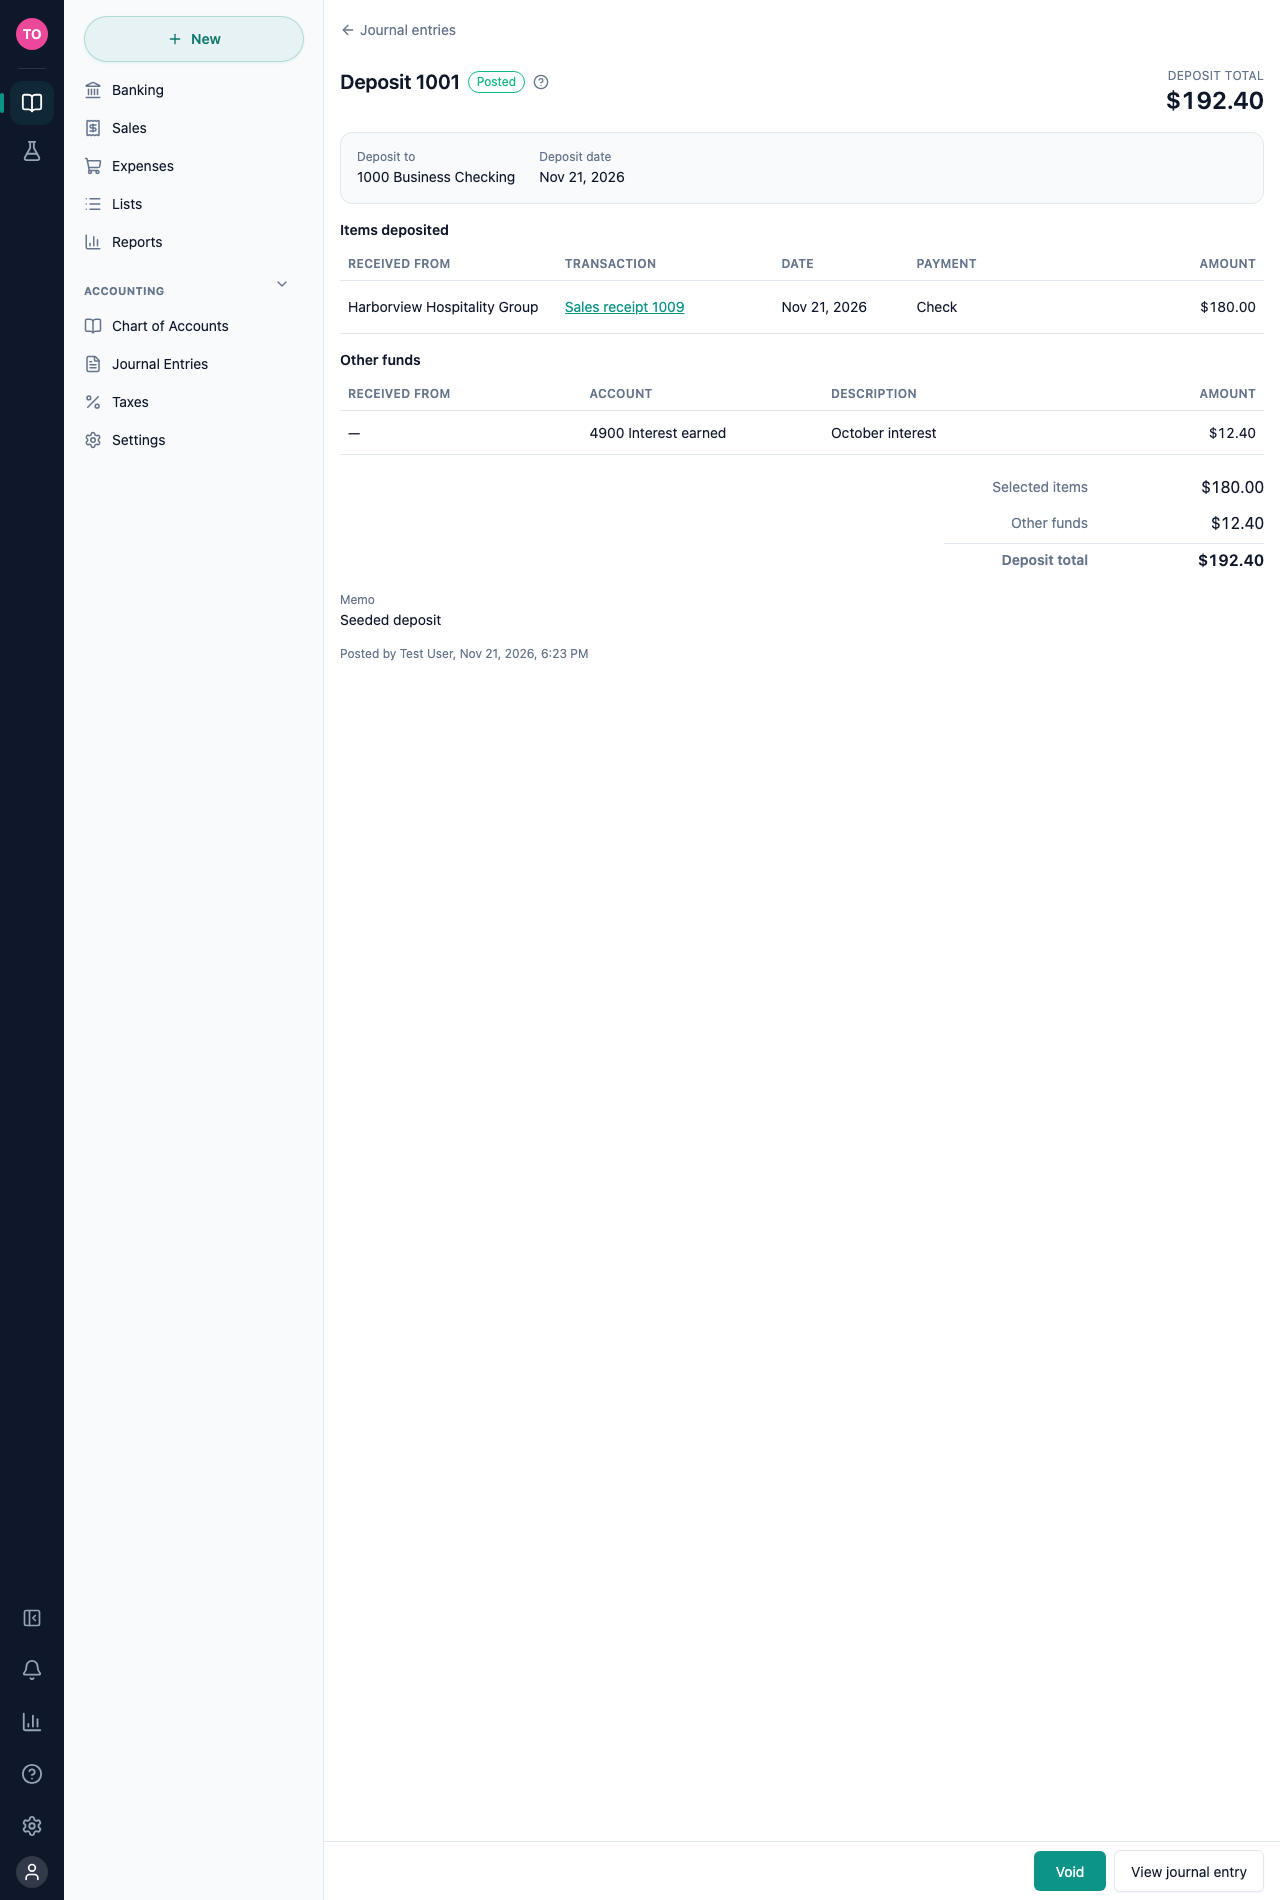 TO
New
Banking
Sales
Expenses
Lists
Reports
ACCOUNTING
Chart of Accounts
Journal Entries
Taxes
Settings
Journal entries
Deposit 1001 Posted
DEPOSIT TOTAL
$192.40
Deposit to Deposit date
1000 Business Checking Nov 21, 2026
Items deposited
RECEIVED FROM TRANSACTION DATE PAYMENT AMOUNT
Harborview Hospitality Group Sales receipt 1009 Nov 21, 2026 Check $180.00
Other funds
RECEIVED FROM ACCOUNT DESCRIPTION AMOUNT
— 4900 Interest earned October interest $12.40
Selected items $180.00
Other funds $12.40
Deposit total $192.40
Memo
Seeded deposit
Posted by Test User, Nov 21, 2026, 6:23 PM
Void View journal entry